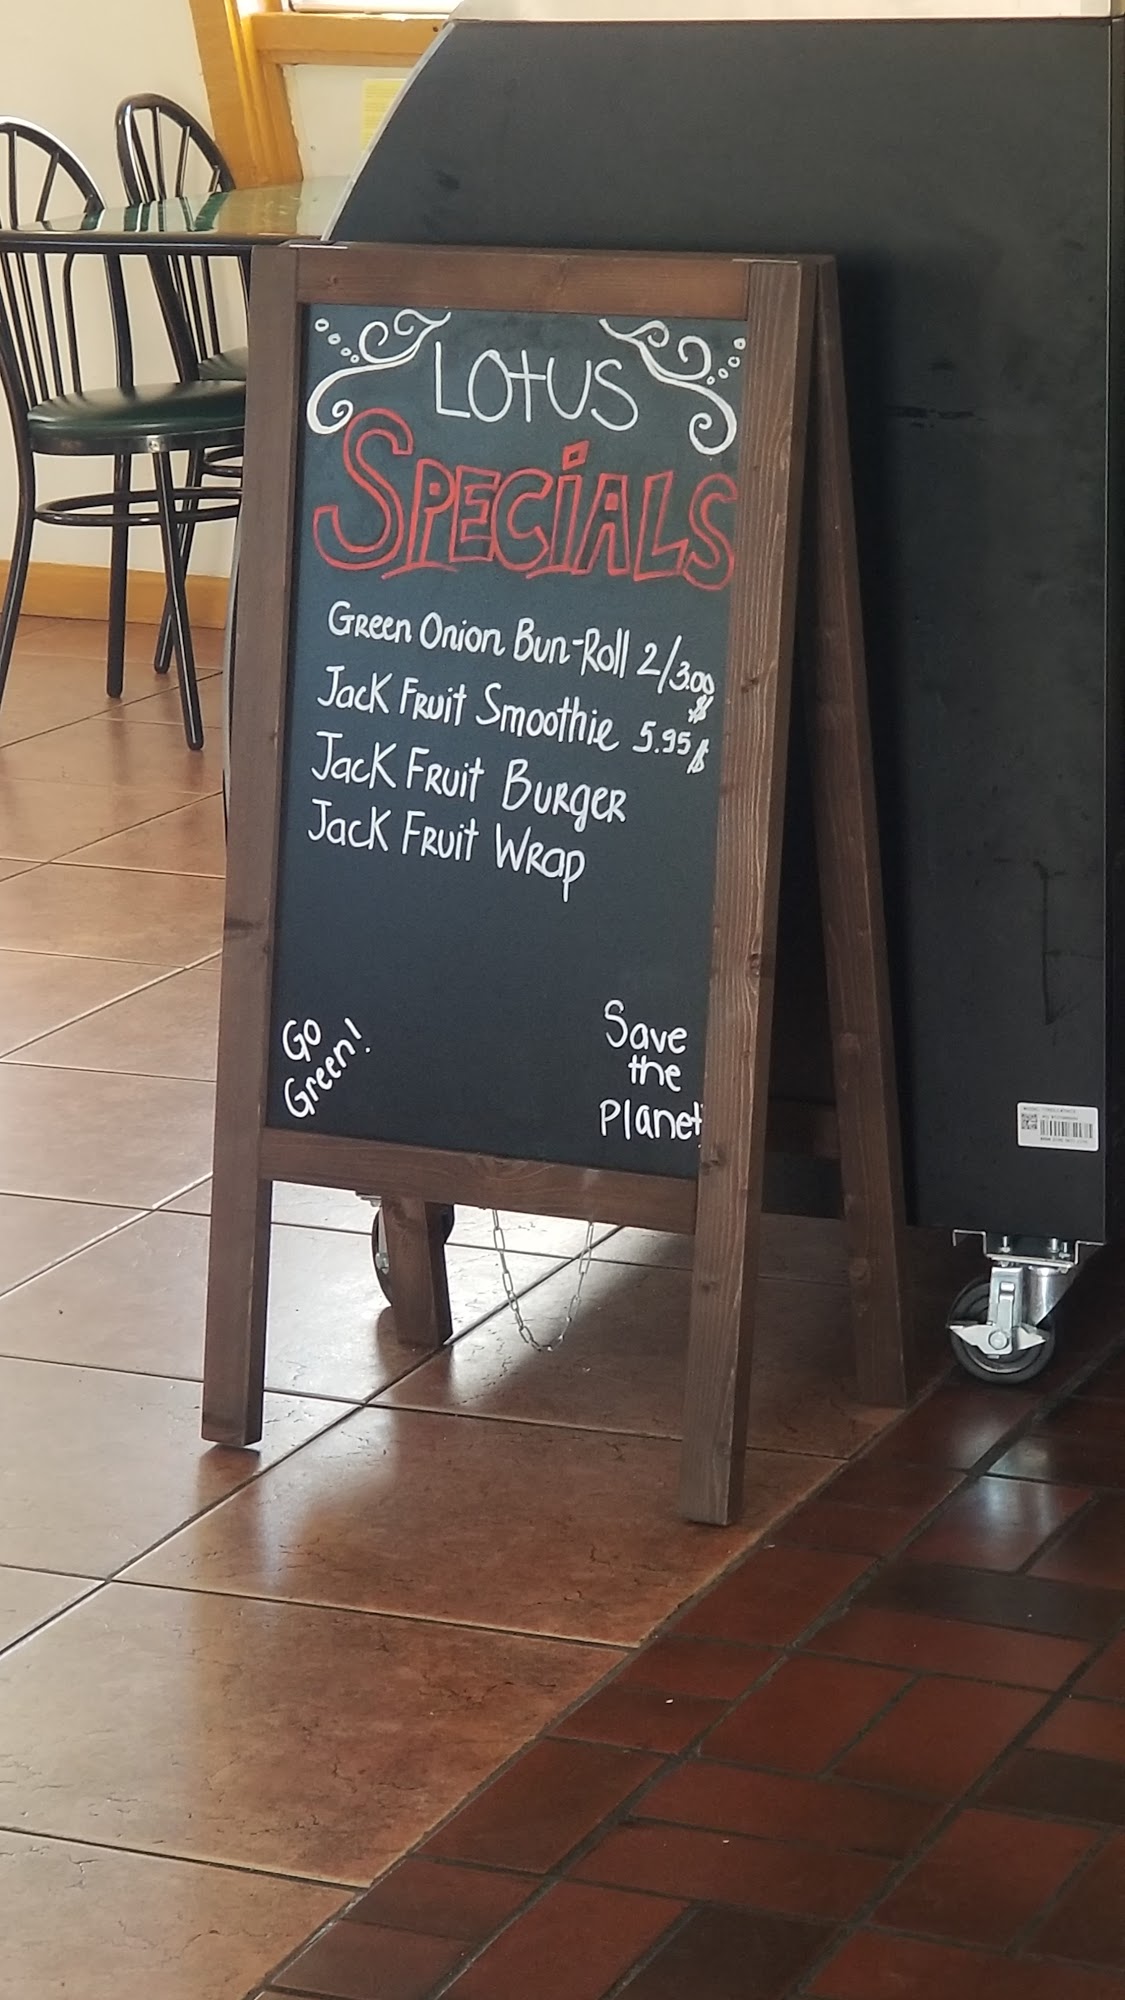 LOtUS
SPECiALS
Green Onion Bun-Roll 2/3.00$
Jack Fruit Smoothie 5.95$
Jack Fruit Burger
Jack Fruit Wrap
Go
Green!
Save
the
Planet!